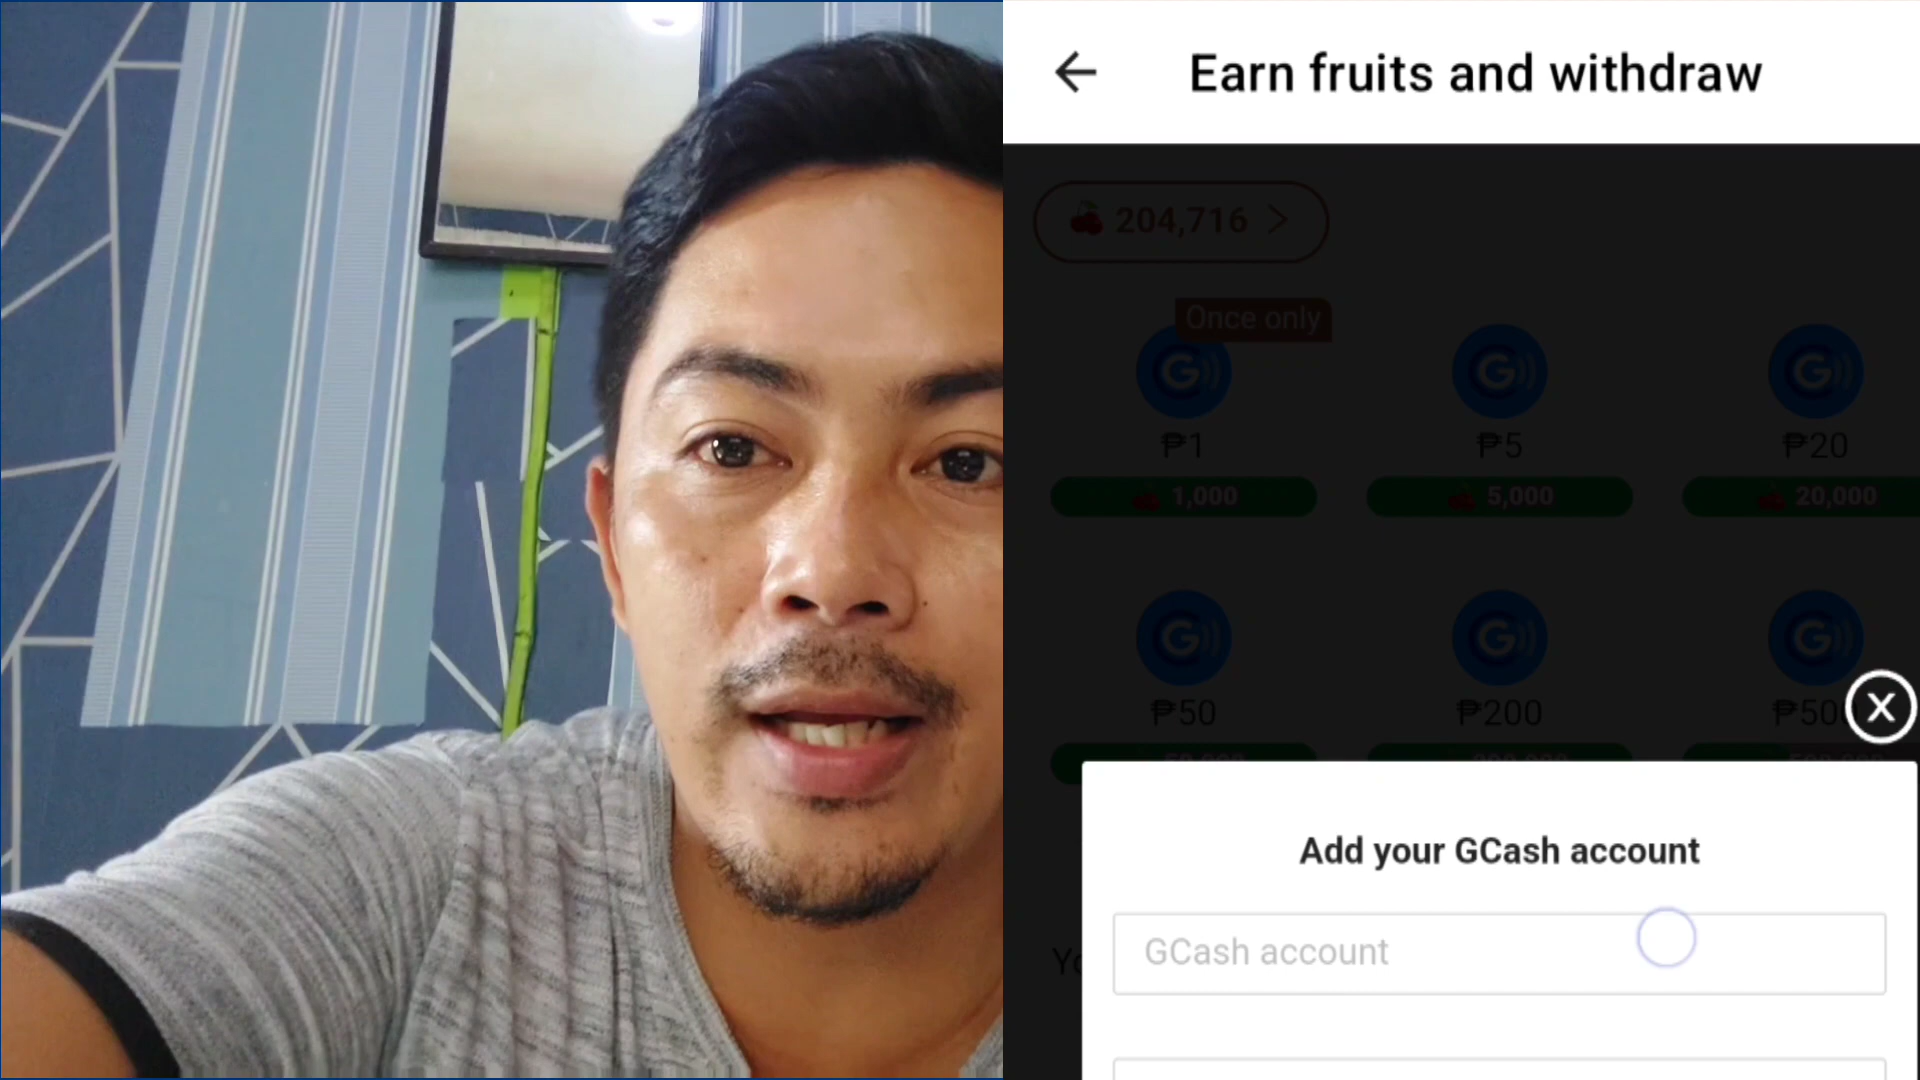 Earn fruits and withdraw
204,716 >
Once only
G G G
₱1 ₱5 ₱20
1,000 5,000 20,000
G G G
₱50 ₱200 ₱500
X
Add your GCash account
GCash account